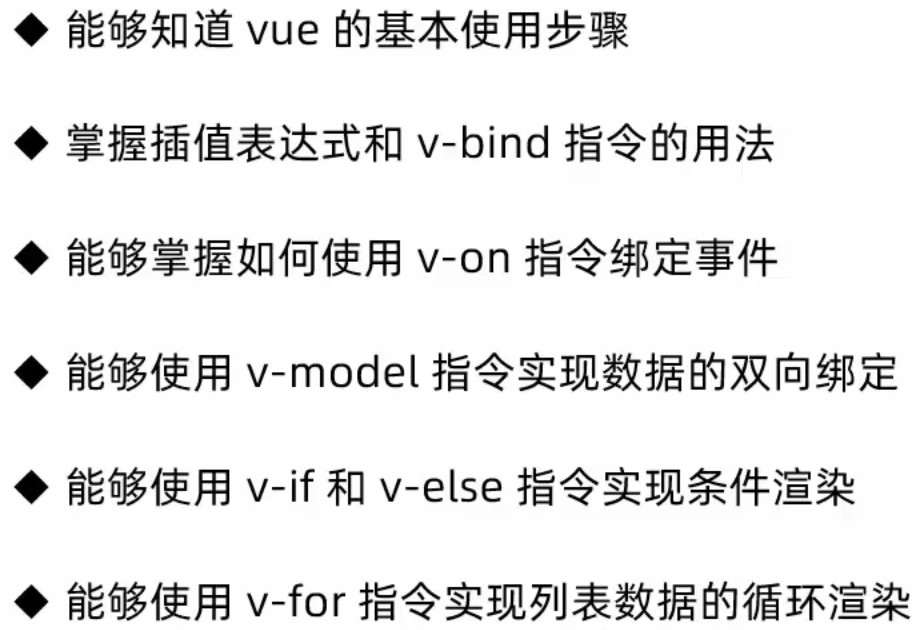 ◆ 能够知道 vue 的基本使用步骤
◆ 掌握插值表达式和 v-bind 指令的用法
◆ 能够掌握如何使用 v-on 指令绑定事件
◆ 能够使用 v-model 指令实现数据的双向绑定
◆ 能够使用 v-if 和 v-else 指令实现条件渲染
◆ 能够使用 v-for 指令实现列表数据的循环渲染